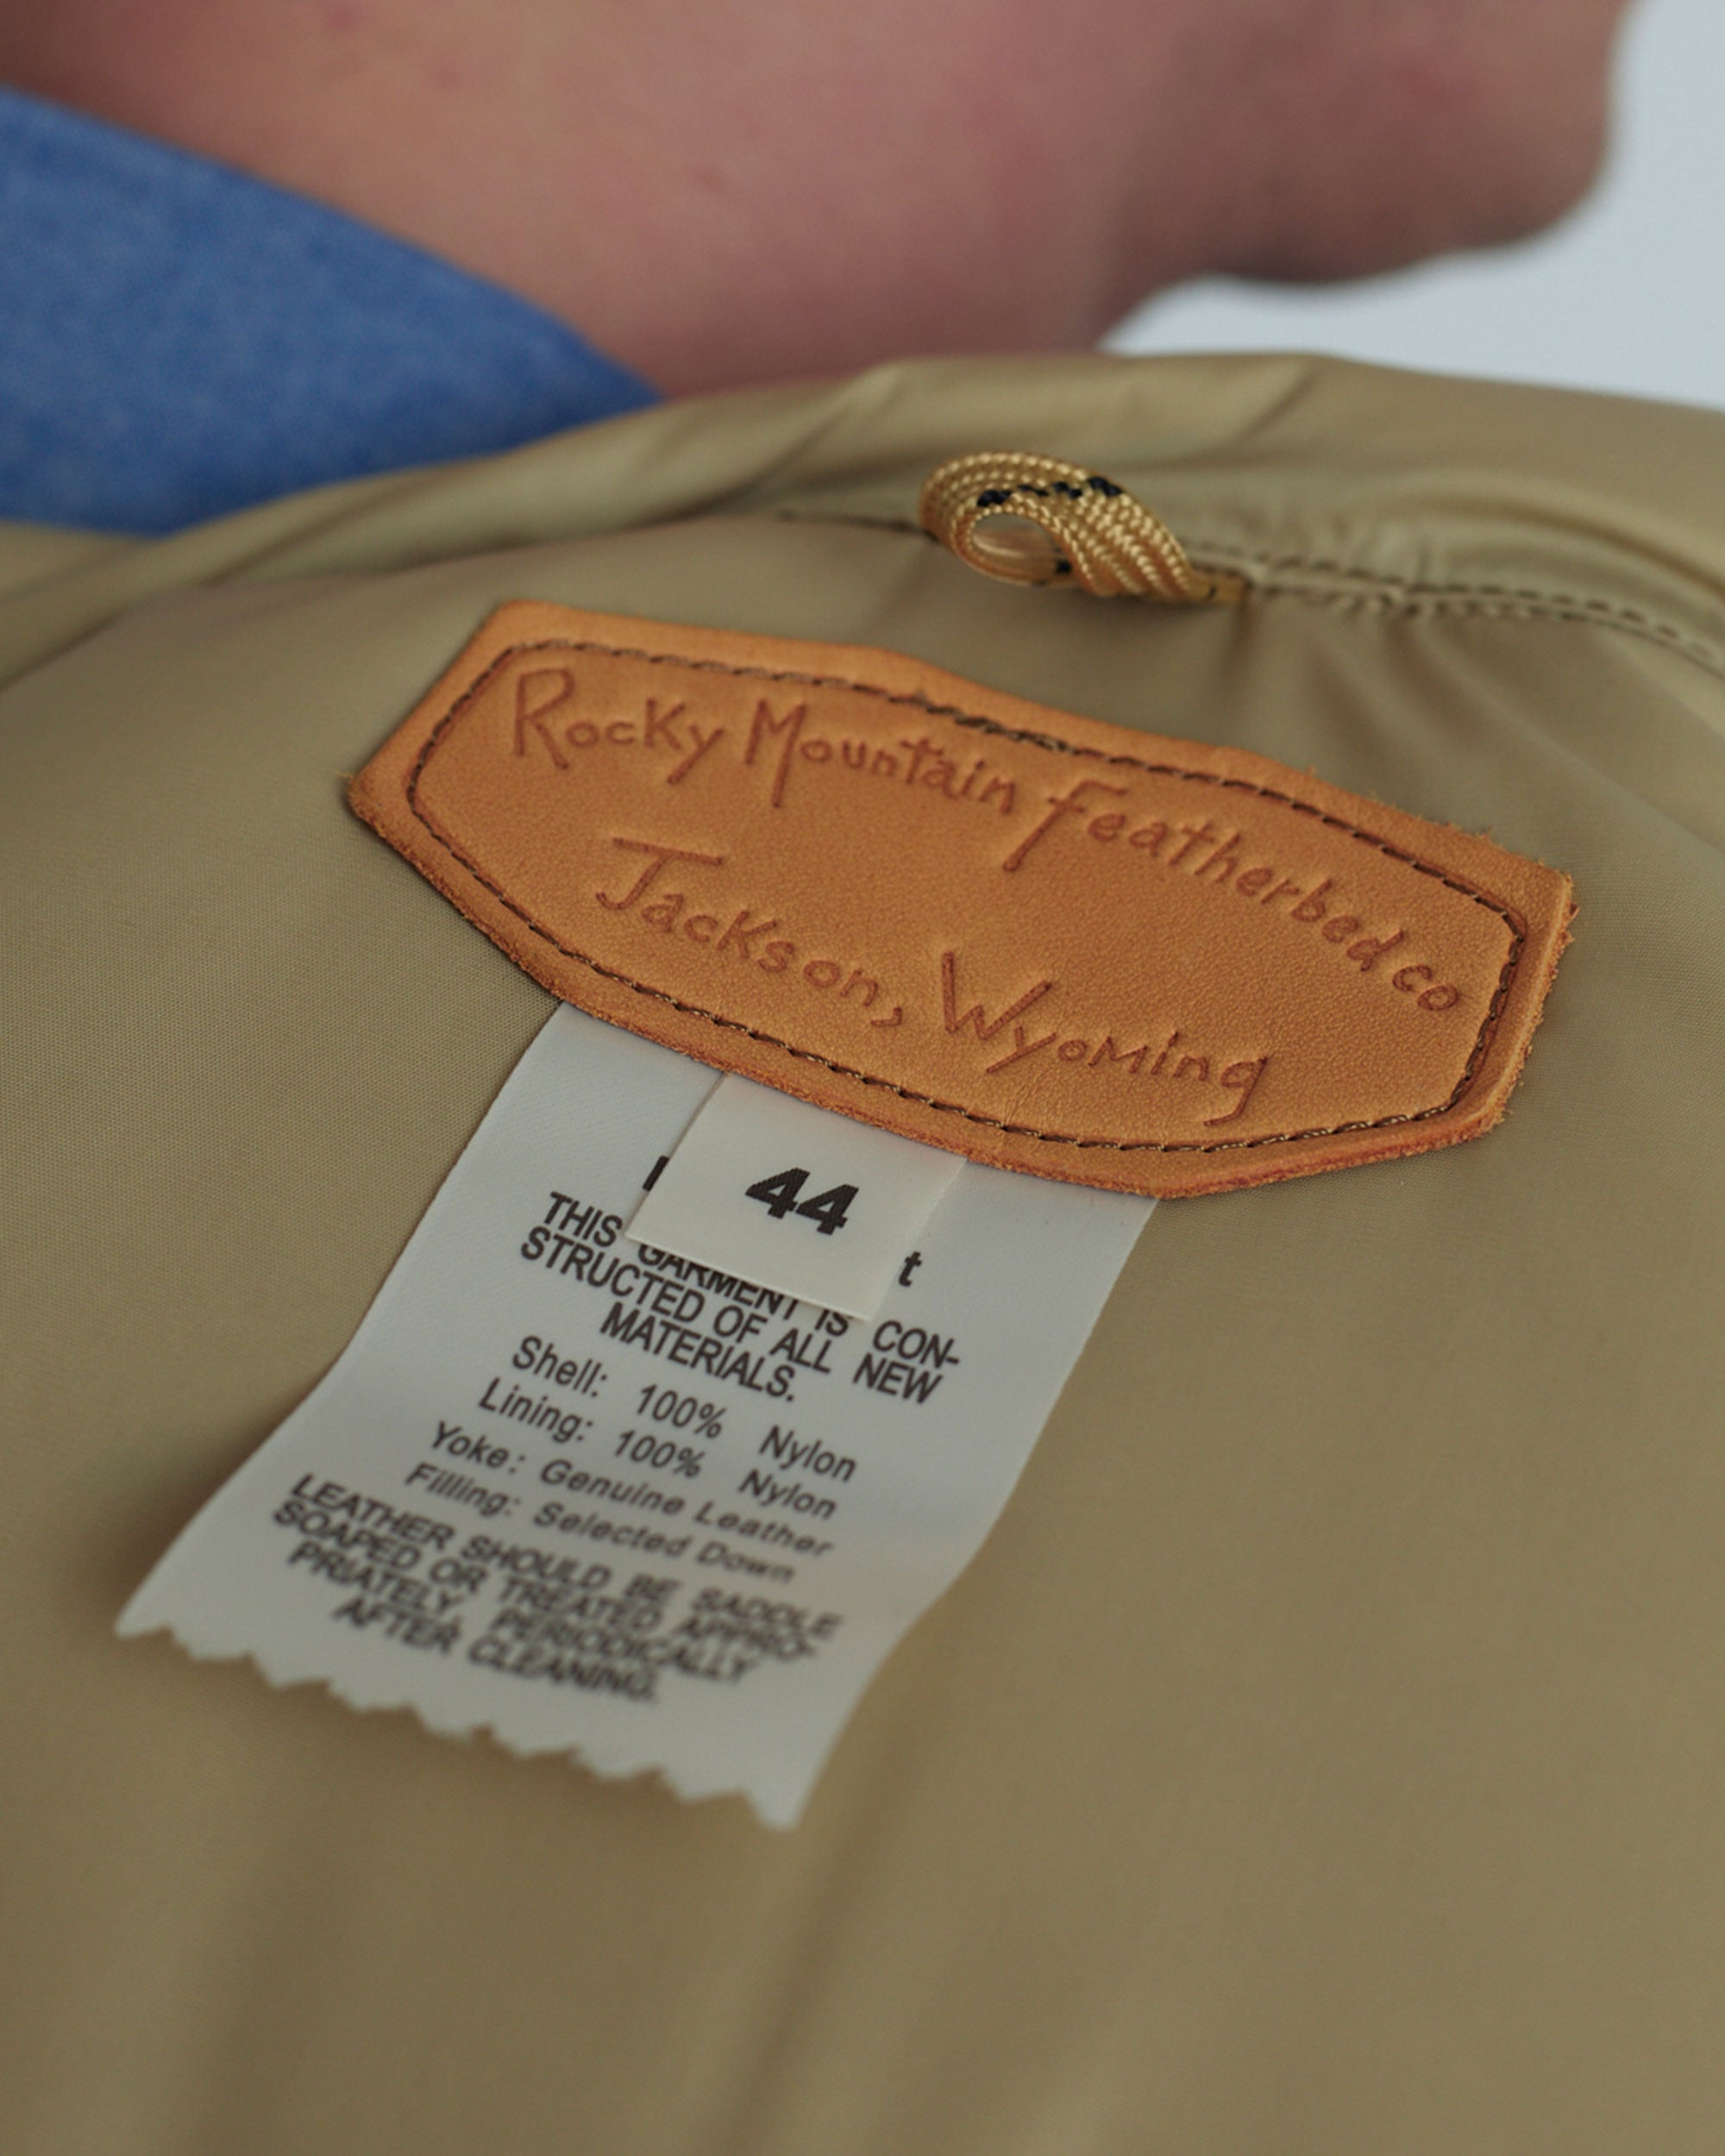 Rocky Mountain Featherbed co
Jackson, Wyoming
44
THIS GARMENT IS CON-
STRUCTED OF ALL NEW
MATERIALS.
Shell: 100% Nylon
Lining: 100% Nylon
Yoke: Genuine Leather
Filling: Selected Down
LEATHER SHOULD BE SADDLE
SOAPED OR TREATED APPRO-
PRIATELY PERIODICALLY
AFTER CLEANING.